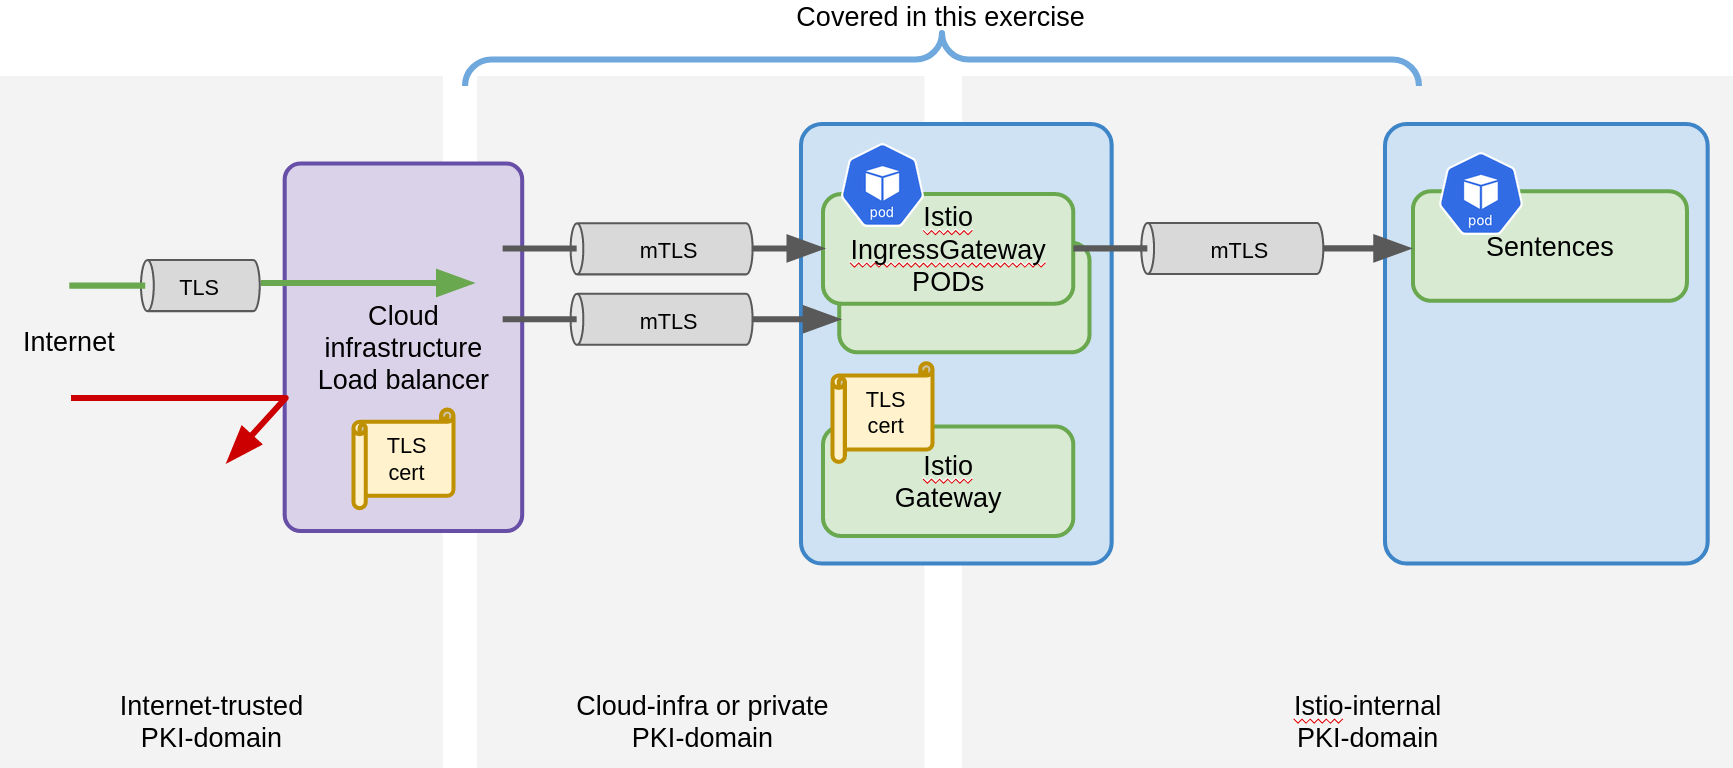 Covered in this exercise
Internet
TLS
Cloud
infrastructure
Load balancer
TLS
cert
mTLS
mTLS
pod
Istio
IngressGateway
PODs
TLS
cert
Istio
Gateway
mTLS
pod
Sentences
Internet-trusted
PKI-domain
Cloud-infra or private
PKI-domain
Istio-internal
PKI-domain